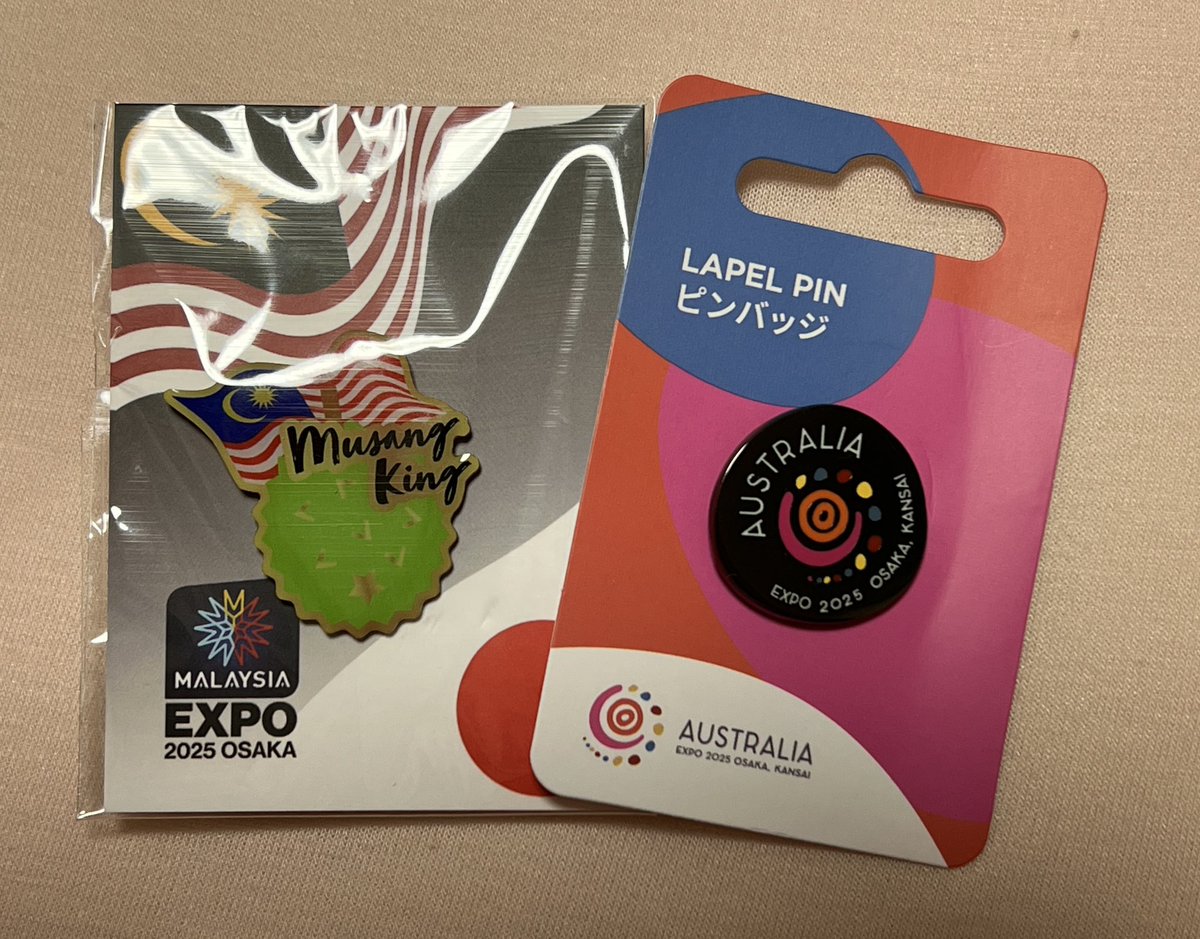 Musang
King
MALAYSIA
EXPO
2025 OSAKA
LAPEL PIN
ピンバッジ
AUSTRALIA
EXPO 2025 OSAKA, KANSAI
AUSTRALIA
EXPO 2025 OSAKA, KANSAI